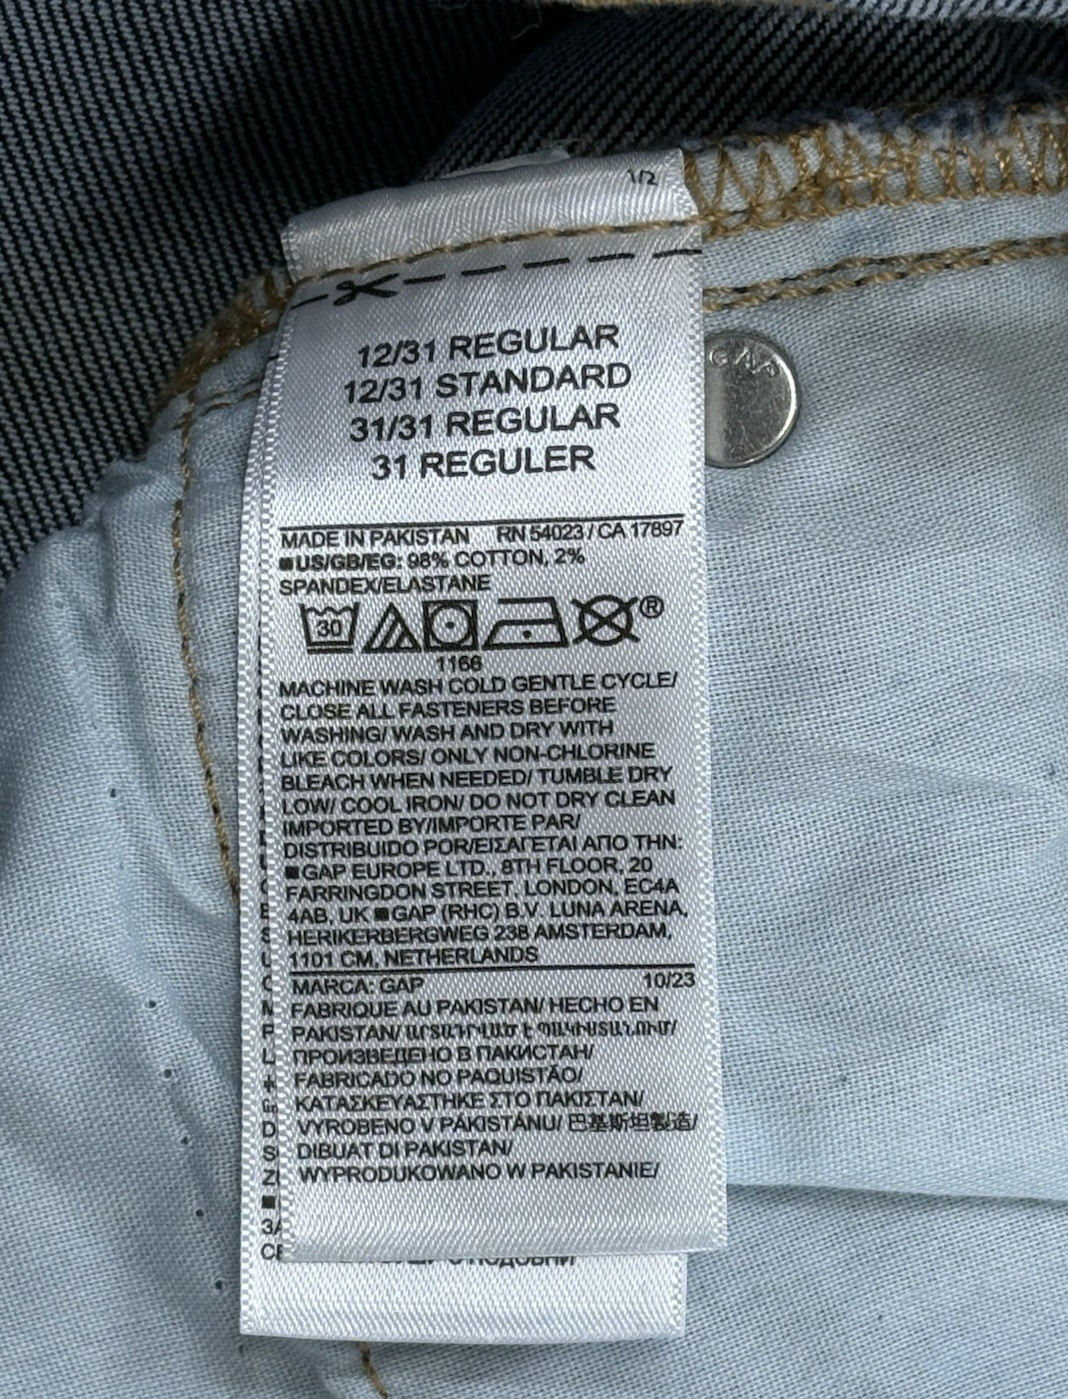 1/2
GAP
12/31 REGULAR
12/31 STANDARD
31/31 REGULAR
31 REGULER
MADE IN PAKISTAN RN 54023 / CA 17897
■US/GB/EG: 98% COTTON, 2%
SPANDEX/ELASTANE
30 ®
1166
MACHINE WASH COLD GENTLE CYCLE/
CLOSE ALL FASTENERS BEFORE
WASHING/ WASH AND DRY WITH
LIKE COLORS/ ONLY NON-CHLORINE
BLEACH WHEN NEEDED/ TUMBLE DRY
LOW/ COOL IRON/ DO NOT DRY CLEAN
IMPORTED BY/IMPORTE PAR/
DISTRIBUIDO POR/ΕΙΣΑΓΕΤΑΙ ΑΠΟ ΤΗΝ:
■GAP EUROPE LTD., 8TH FLOOR, 20
FARRINGDON STREET, LONDON, EC4A
4AB, UK ■GAP (RHC) B.V. LUNA ARENA,
HERIKERBERGWEG 238 AMSTERDAM,
1101 CM, NETHERLANDS
MARCA: GAP 10/23
FABRIQUE AU PAKISTAN/ HECHO EN
PAKISTAN/ ԱՐՏԱԴՐՎԱԾ Է ՊԱԿԻՍՏԱՆՈՒՄ/
ПРОИЗВЕДЕНО В ПАКИСТАН/
FABRICADO NO PAQUISTÃO/
ΚΑΤΑΣΚΕΥΑΣΤΗΚΕ ΣΤΟ ΠΑΚΙΣΤΑΝ/
VYROBENO V PÁKISTÁNU/ 巴基斯坦製造/
DIBUAT DI PAKISTAN/
WYPRODUKOWANO W PAKISTANIE/